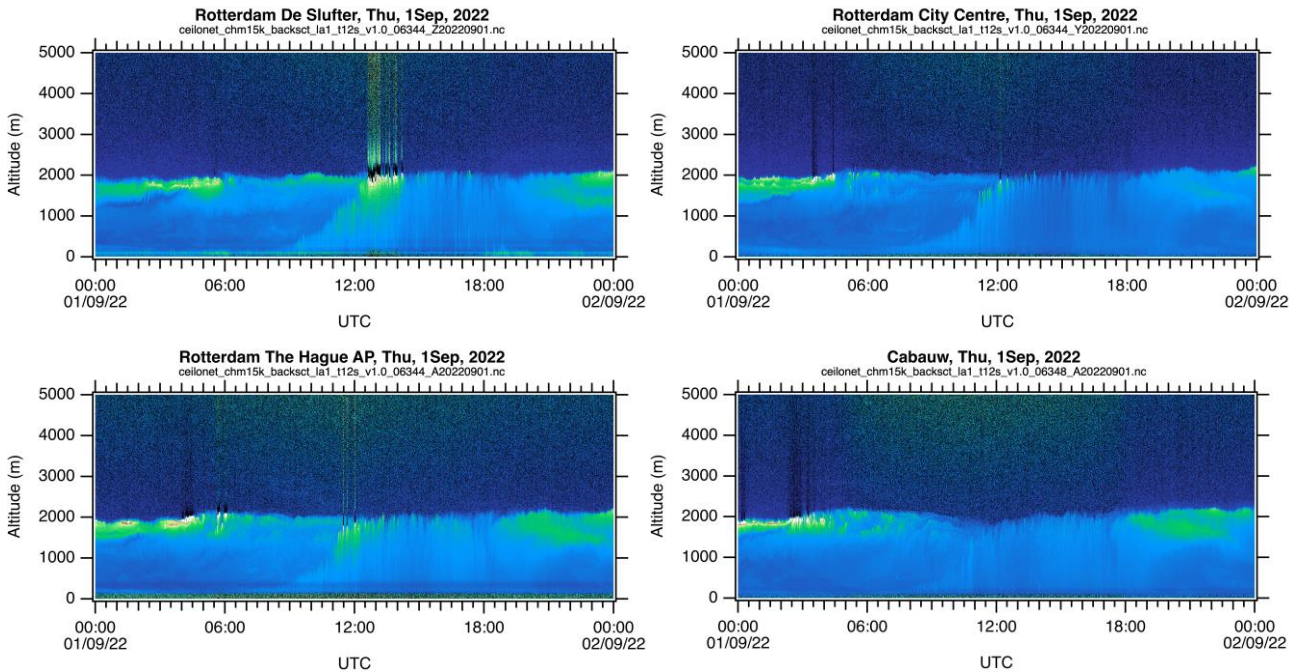 Rotterdam De Slufter, Thu, 1Sep, 2022
ceilonet_chm15k_backsct_la1_t12s_v1.0_06344_Z20220901.nc
5000
4000
3000
2000
1000
0
Altitude (m)
00:00 06:00 12:00 18:00 00:00
01/09/22 02/09/22
UTC
Rotterdam City Centre, Thu, 1Sep, 2022
ceilonet_chm15k_backsct_la1_t12s_v1.0_06344_Y20220901.nc
5000
4000
3000
2000
1000
0
Altitude (m)
00:00 06:00 12:00 18:00 00:00
01/09/22 02/09/22
UTC
Rotterdam The Hague AP, Thu, 1Sep, 2022
ceilonet_chm15k_backsct_la1_t12s_v1.0_06344_A20220901.nc
5000
4000
3000
2000
1000
0
Altitude (m)
00:00 06:00 12:00 18:00 00:00
01/09/22 02/09/22
UTC
Cabauw, Thu, 1Sep, 2022
ceilonet_chm15k_backsct_la1_t12s_v1.0_06348_A20220901.nc
5000
4000
3000
2000
1000
0
Altitude (m)
00:00 06:00 12:00 18:00 00:00
01/09/22 02/09/22
UTC